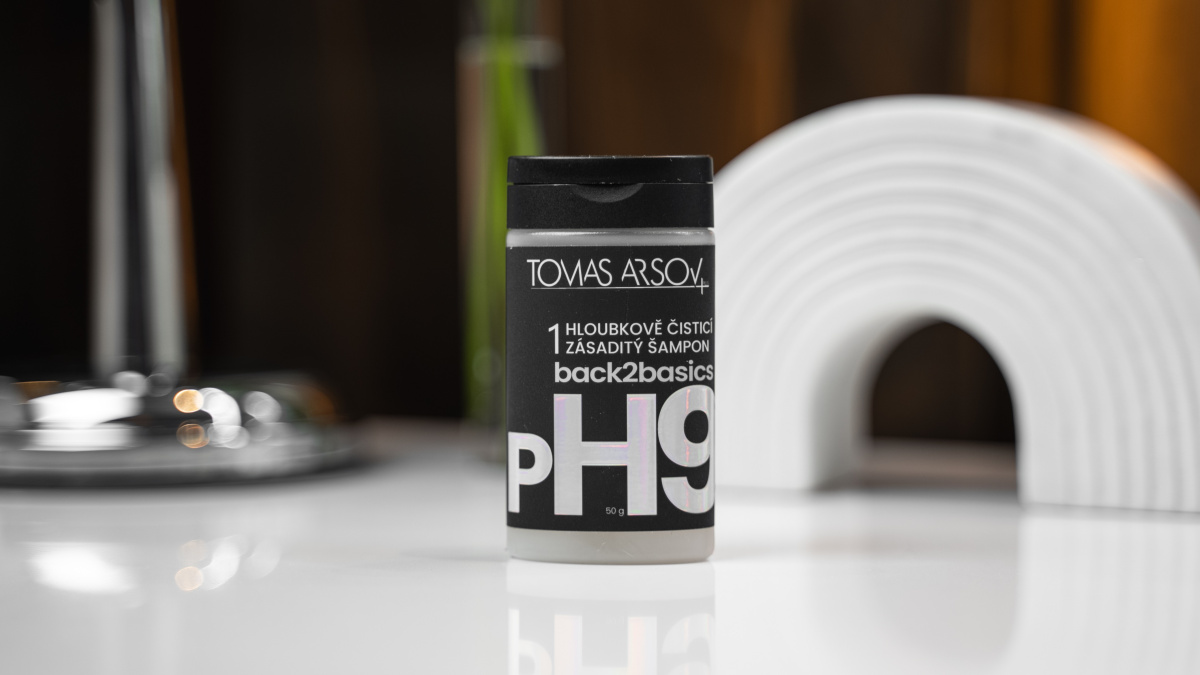 TOMAS ARSOV
1 HLOUBKOVĚ ČISTICÍ
ZÁSADITÝ ŠAMPON
back2basics
pH9
50 g